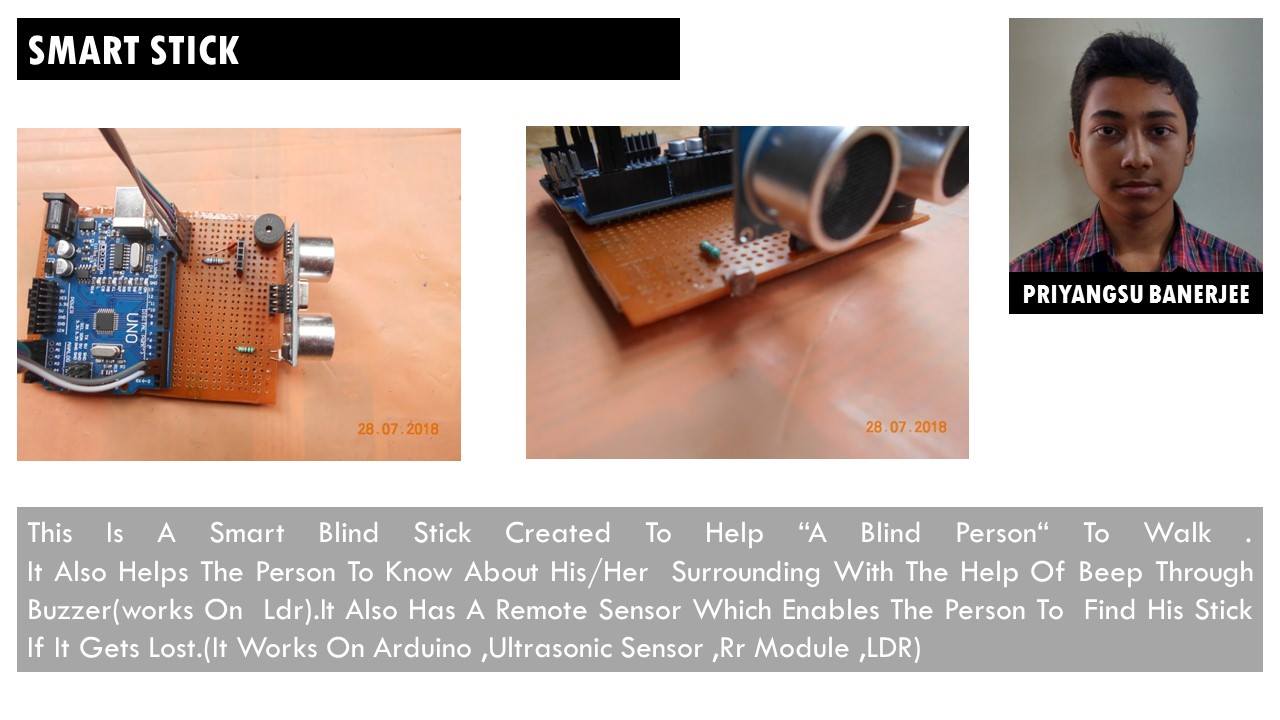 SMART STICK
UNO
28.07.2018
28.07.2018
PRIYANGSU BANERJEE
This Is A Smart Blind Stick Created To Help “A Blind Person“ To Walk .
It Also Helps The Person To Know About His/Her Surrounding With The Help Of Beep Through
Buzzer(works On Ldr).It Also Has A Remote Sensor Which Enables The Person To Find His Stick
If It Gets Lost.(It Works On Arduino ,Ultrasonic Sensor ,Rr Module ,LDR)